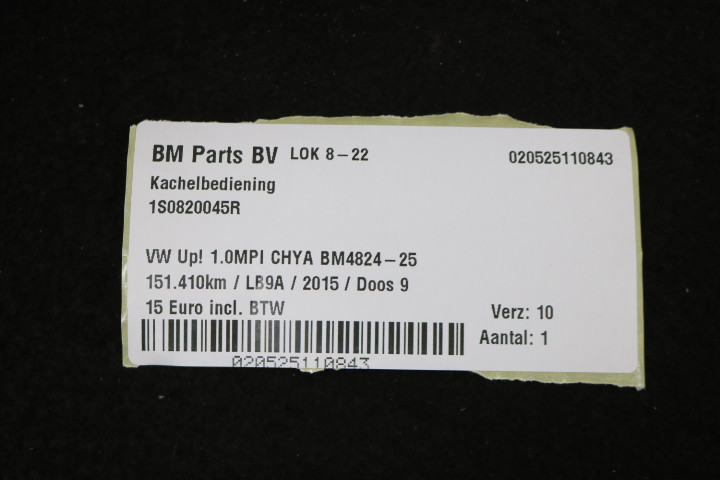 BM Parts BV LOK 8-22 020525110843
Kachelbediening
1S0820045R
VW Up! 1.0MPI CHYA BM4824-25
151.410km / LB9A / 2015 / Doos 9
15 Euro incl. BTW Verz: 10
Aantal: 1
020525110843